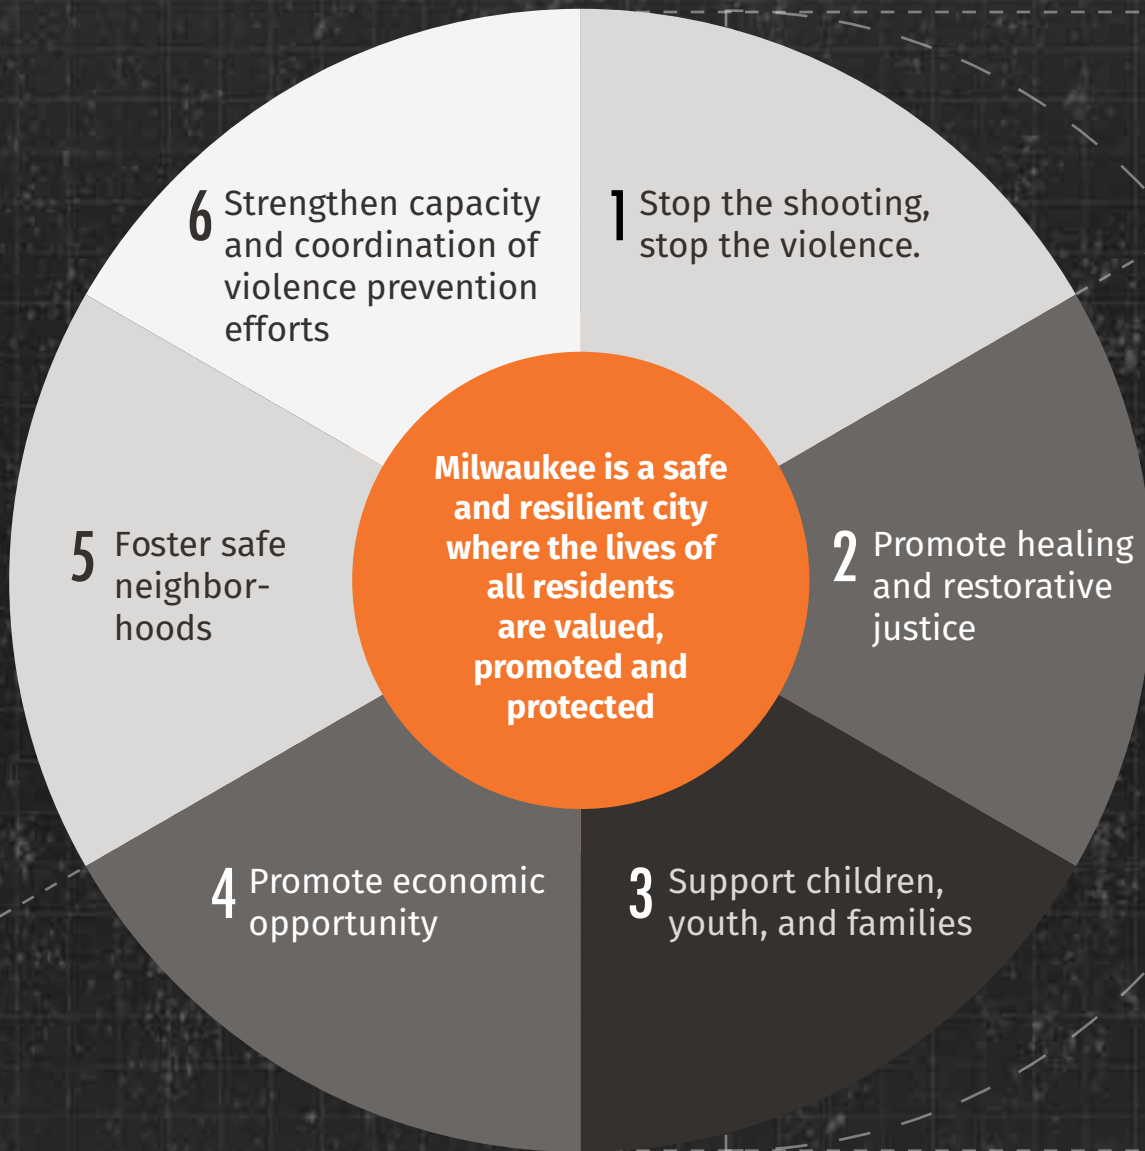 1 Stop the shooting,
stop the violence.
2 Promote healing
and restorative
justice
3 Support children,
youth, and families
4 Promote economic
opportunity
5 Foster safe
neighbor-
hoods
6 Strengthen capacity
and coordination of
violence prevention
efforts
Milwaukee is a safe
and resilient city
where the lives of
all residents
are valued,
promoted and
protected